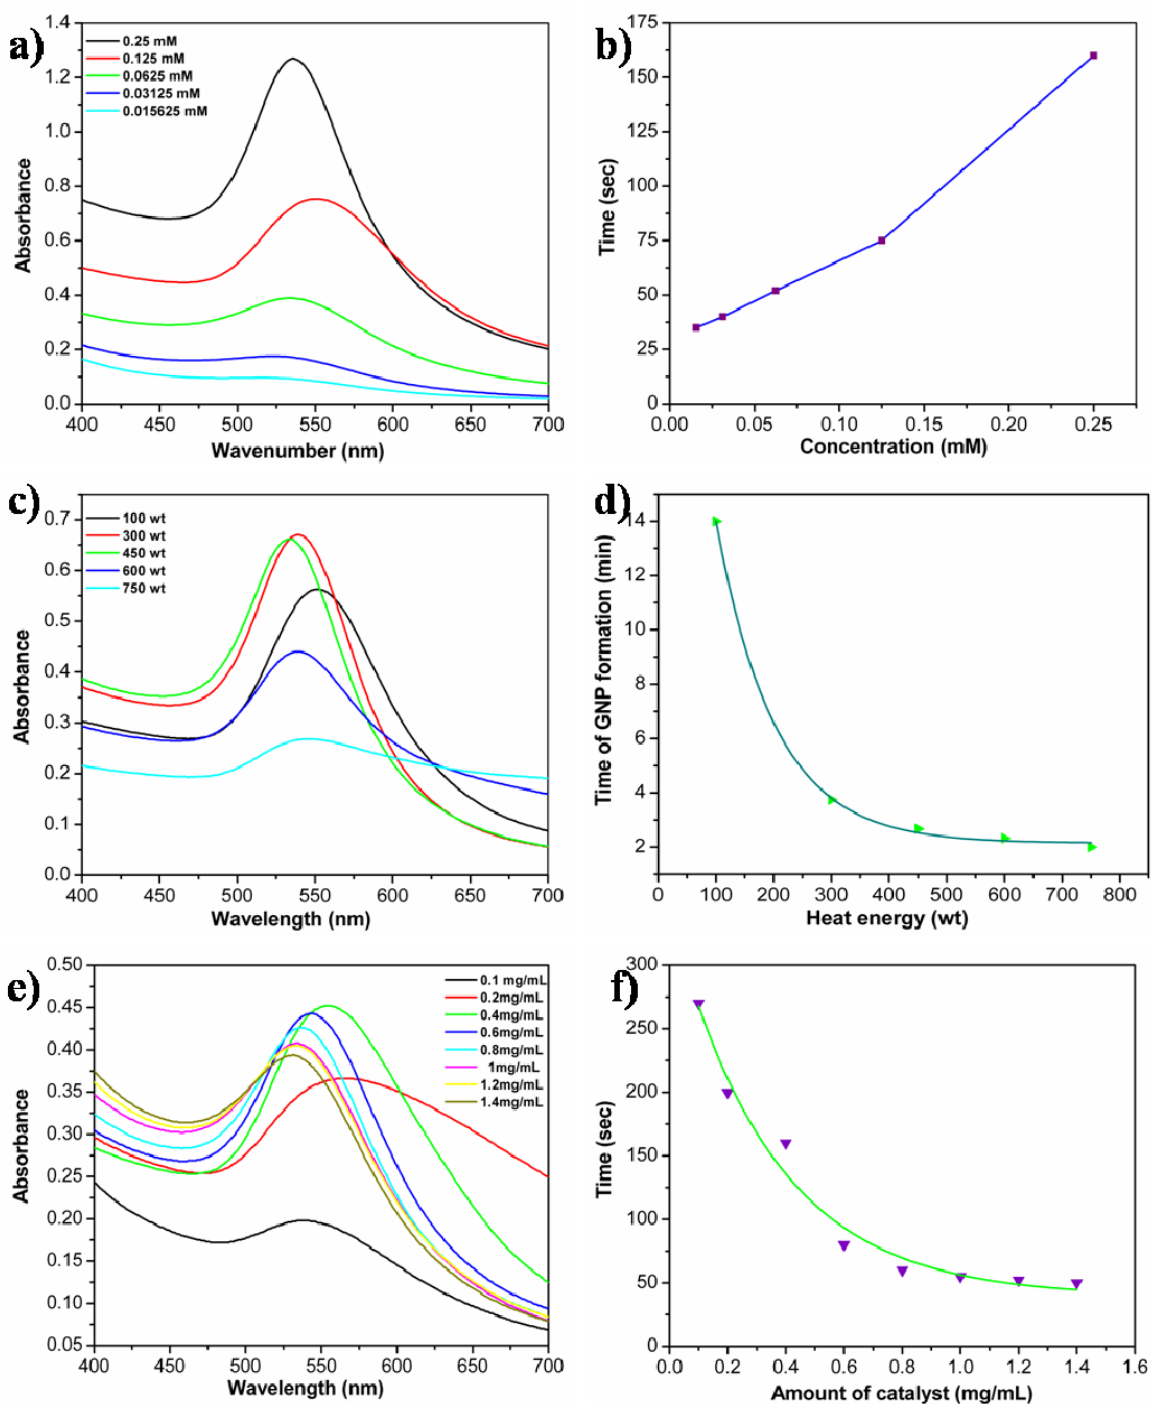 a)
1.4
1.2
1.0
0.8
0.6
0.4
0.2
0.0
Absorbance
0.25 mM
0.125 mM
0.0625 mM
0.03125 mM
0.015625 mM
400 450 500 550 600 650 700
Wavenumber (nm)
b)
175
150
125
100
75
50
25
0
Time (sec)
0.00 0.05 0.10 0.15 0.20 0.25
Concentration (mM)
c)
0.7
0.6
0.5
0.4
0.3
0.2
0.1
0.0
Absorbance
100 wt
300 wt
450 wt
600 wt
750 wt
400 450 500 550 600 650 700
Wavelength (nm)
d)
14
12
10
8
6
4
2
Time of GNP formation (min)
0 100 200 300 400 500 600 700 800
Heat energy (wt)
e)
0.50
0.45
0.40
0.35
0.30
0.25
0.20
0.15
0.10
0.05
Absorbance
0.1 mg/mL
0.2mg/mL
0.4mg/mL
0.6mg/mL
0.8mg/mL
1mg/mL
1.2mg/mL
1.4mg/mL
400 450 500 550 600 650 700
Wavelength (nm)
f)
300
250
200
150
100
50
0
Time (sec)
0.0 0.2 0.4 0.6 0.8 1.0 1.2 1.4 1.6
Amount of catalyst (mg/mL)